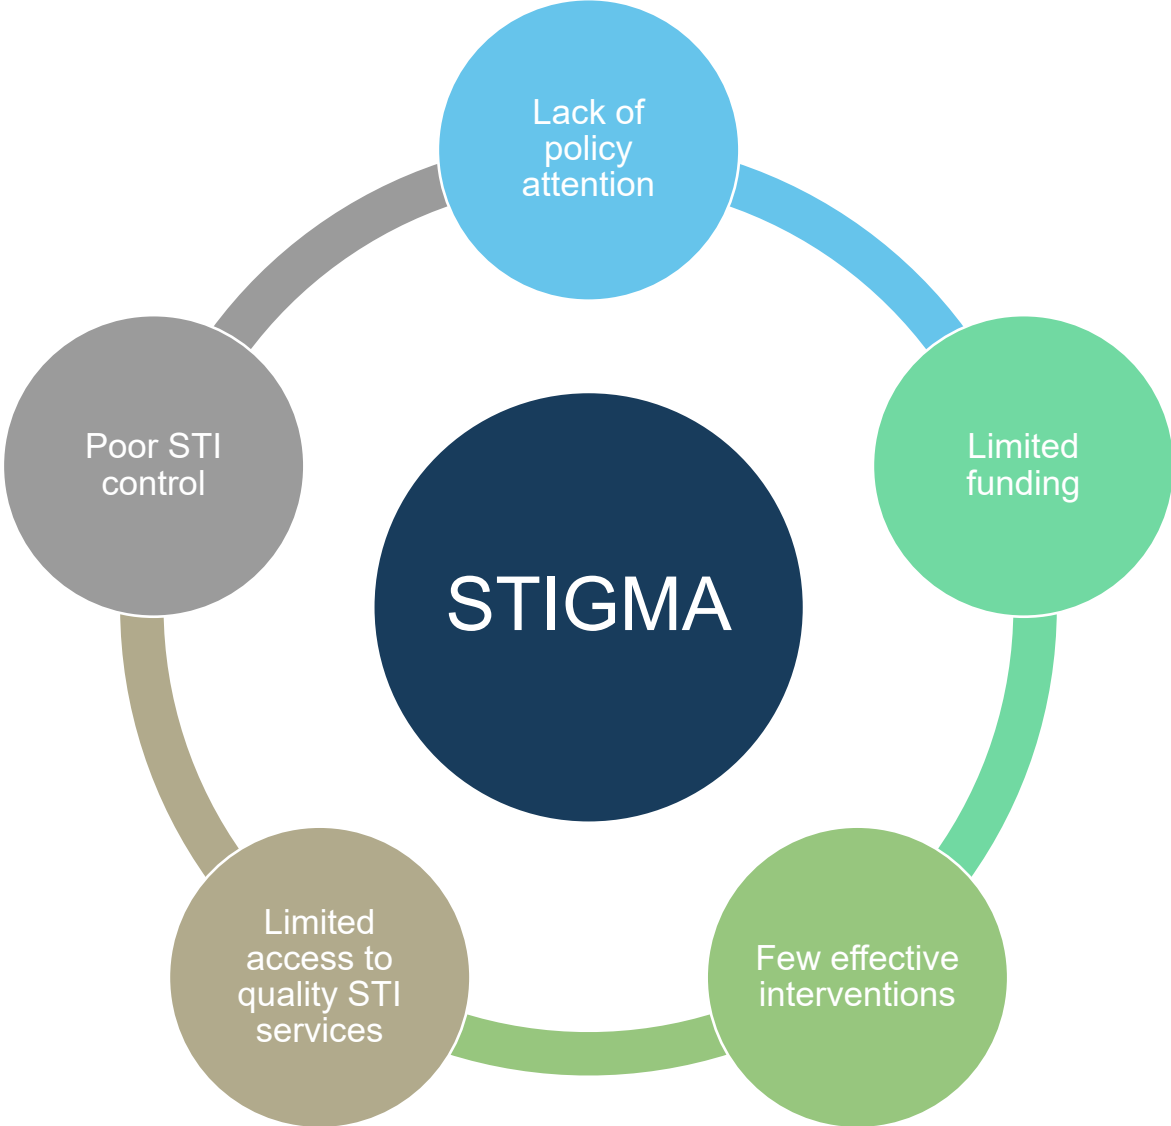 Lack of
policy
attention
Limited
funding
Few effective
interventions
Limited
access to
quality STI
services
Poor STI
control
STIGMA